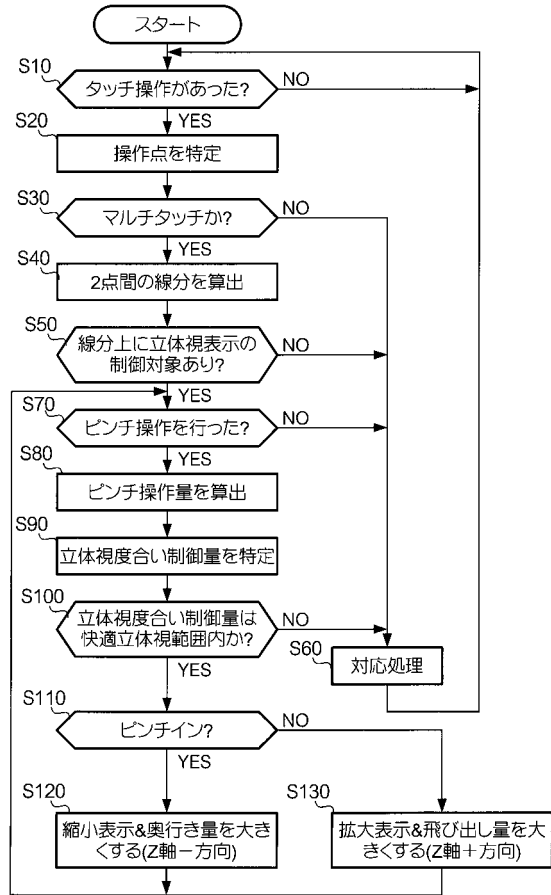 スタート
S10
タッチ操作があった?
NO
YES
S20
操作点を特定
S30
マルチタッチか?
NO
YES
S40
2点間の線分を算出
S50
線分上に立体視表示の
制御対象あり?
NO
YES
S70
ピンチ操作を行った?
NO
YES
S80
ピンチ操作量を算出
S90
立体視度合い制御量を特定
S100
立体視度合い制御量は
快適立体視範囲内か?
NO
YES
S60
対応処理
S110
ピンチイン?
NO
YES
S120
縮小表示&奥行き量を大き
くする(Z軸−方向)
S130
拡大表示&飛び出し量を大
きくする(Z軸+方向)